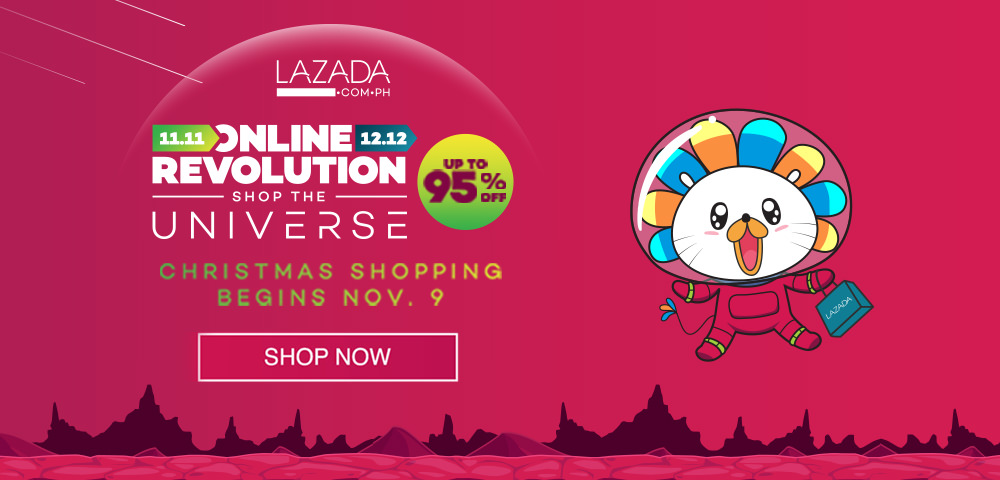 LAZADA
.COM.PH
11.11 ONLINE 12.12
REVOLUTION
SHOP THE
UNIVERSE
UP TO
95%
OFF
CHRISTMAS SHOPPING
BEGINS NOV. 9
SHOP NOW
LAZADA